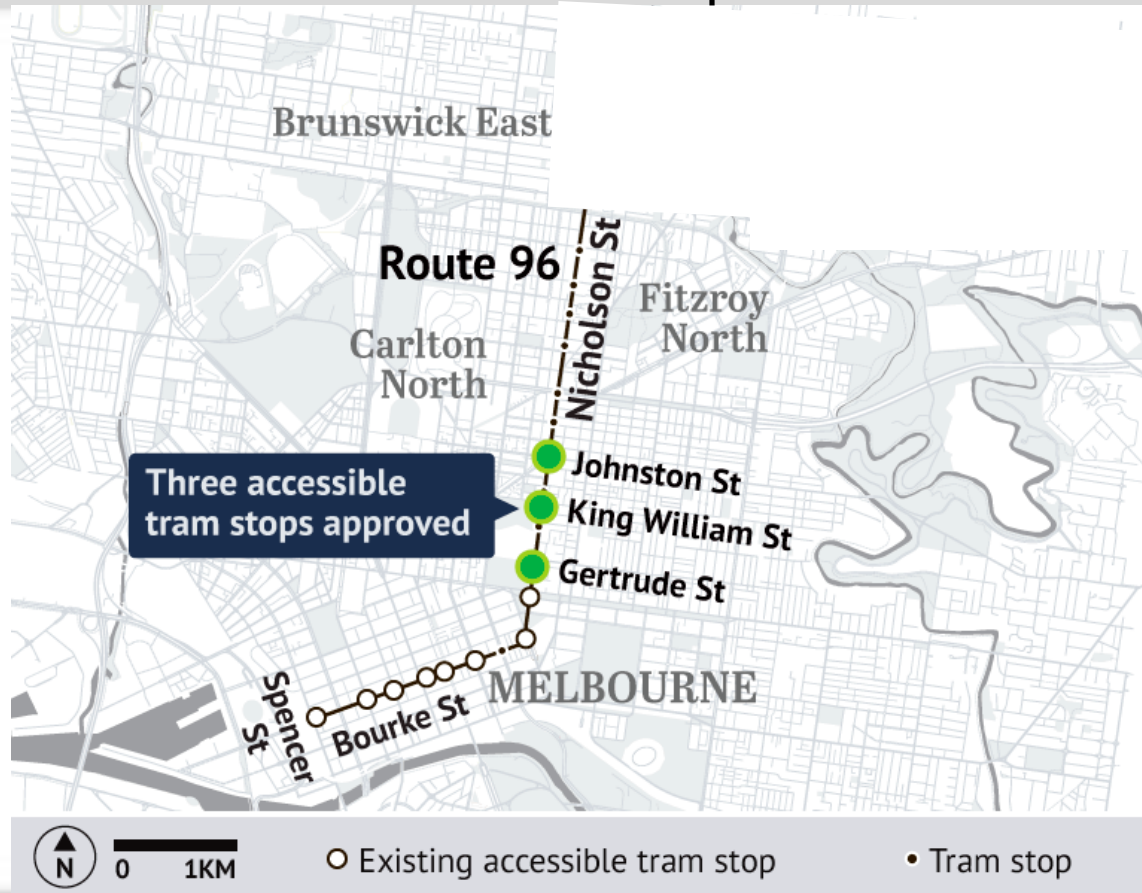 Brunswick East
Route 96
Nicholson St
Fitzroy
North
Carlton
North
Three accessible
tram stops approved
Johnston St
King William St
Gertrude St
MELBOURNE
Spencer
St
Bourke St
N
0 1KM
Existing accessible tram stop
Tram stop